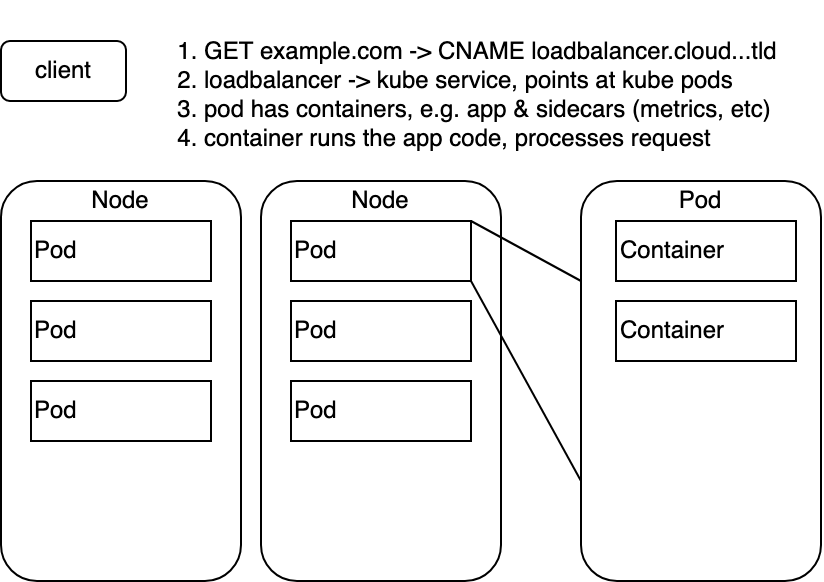 client
1. GET example.com -> CNAME loadbalancer.cloud...tld
2. loadbalancer -> kube service, points at kube pods
3. pod has containers, e.g. app & sidecars (metrics, etc)
4. container runs the app code, processes request
Node
Pod
Pod
Pod
Node
Pod
Pod
Pod
Pod
Container
Container